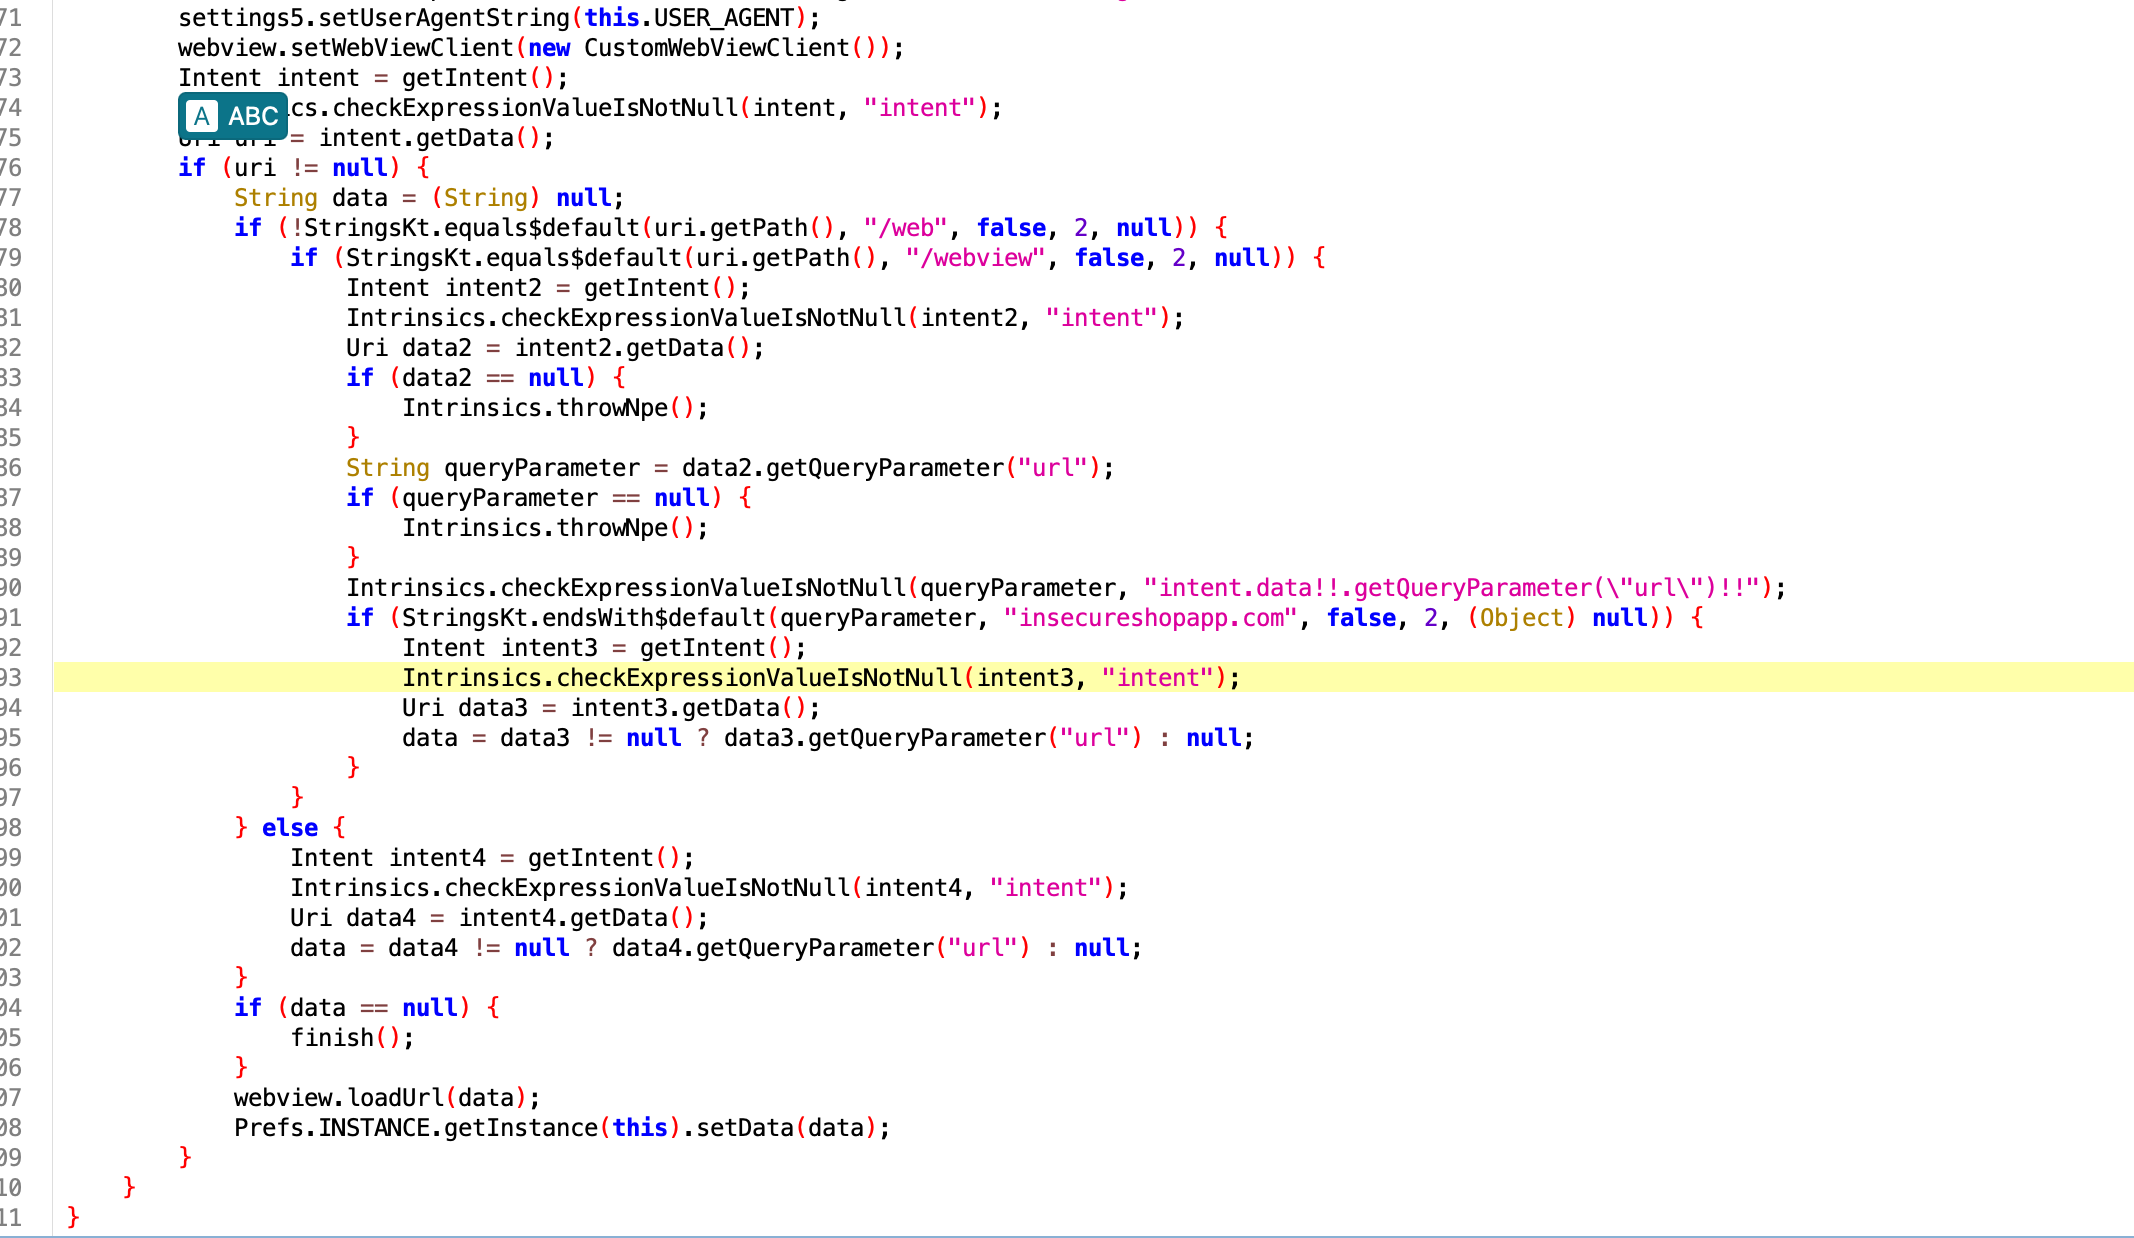 71 settings5.setUserAgentString(this.USER_AGENT);
72 webview.setWebViewClient(new CustomWebViewClient());
73 Intent intent = getIntent();
74 cs.checkExpressionValueIsNotNull(intent, "intent");
A ABC
75 Uri uri = intent.getData();
76 if (uri != null) {
77 String data = (String) null;
78 if (!StringsKt.equals$default(uri.getPath(), "/web", false, 2, null)) {
79 if (StringsKt.equals$default(uri.getPath(), "/webview", false, 2, null)) {
80 Intent intent2 = getIntent();
81 Intrinsics.checkExpressionValueIsNotNull(intent2, "intent");
82 Uri data2 = intent2.getData();
83 if (data2 == null) {
84 Intrinsics.throwNpe();
85 }
86 String queryParameter = data2.getQueryParameter("url");
87 if (queryParameter == null) {
88 Intrinsics.throwNpe();
89 }
90 Intrinsics.checkExpressionValueIsNotNull(queryParameter, "intent.data!!.getQueryParameter(\"url\")!!");
91 if (StringsKt.endsWith$default(queryParameter, "insecureshopapp.com", false, 2, (Object) null)) {
92 Intent intent3 = getIntent();
93 Intrinsics.checkExpressionValueIsNotNull(intent3, "intent");
94 Uri data3 = intent3.getData();
95 data = data3 != null ? data3.getQueryParameter("url") : null;
96 }
97 }
98 } else {
99 Intent intent4 = getIntent();
00 Intrinsics.checkExpressionValueIsNotNull(intent4, "intent");
01 Uri data4 = intent4.getData();
02 data = data4 != null ? data4.getQueryParameter("url") : null;
03 }
04 if (data == null) {
05 finish();
06 }
07 webview.loadUrl(data);
08 Prefs.INSTANCE.getInstance(this).setData(data);
09 }
10 }
11 }